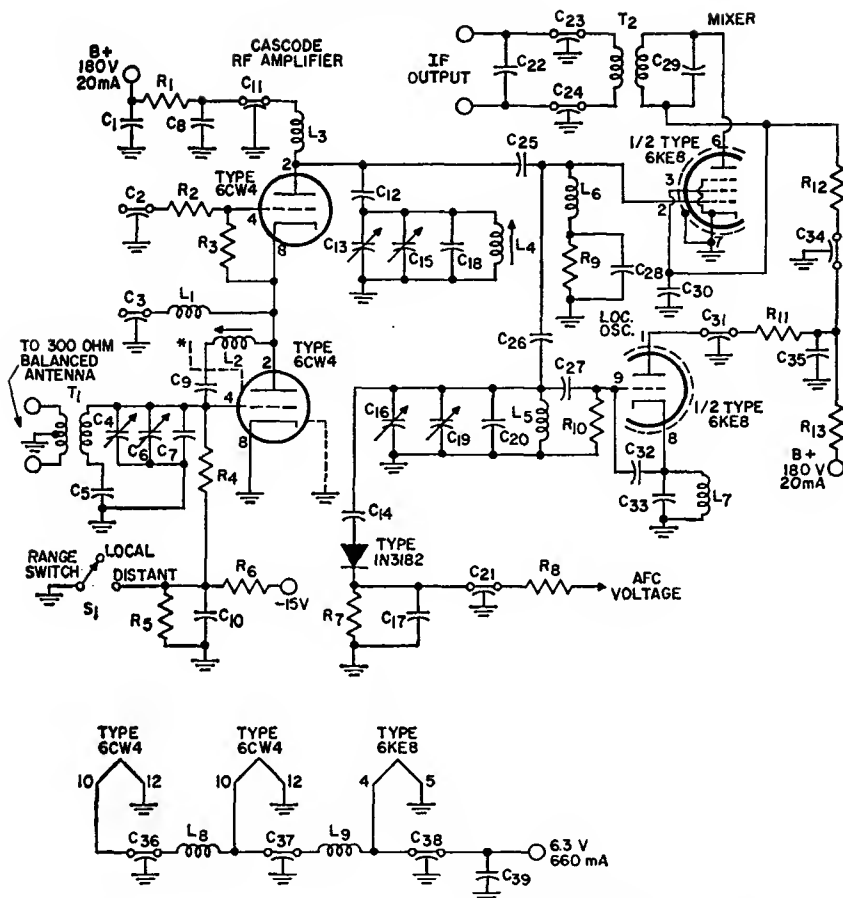 C23
T2
MIXER
CASCODE
RF AMPLIFIER
B+
180V
20mA
R1
C11
IF
OUTPUT
C22
C29
C1
C8
L3
C24
C25
1/2 TYPE
6KE8
6
2
TYPE
6CW4
C2
R2
4
C12
L6
3
2
7
R12
R3
8
C13
C15
C18
L4
R9
C28
C34
C3
L1
C30
LOC.
OSC.
C31
R11
*1
L2
TYPE
6CW4
C26
1
C35
TO 300 OHM
BALANCED
ANTENNA
2
C9
C27
9
T1
4
C4
C6
C7
8
C16
C19
C20
L5
R10
1/2 TYPE
6KE8
8
R13
R4
C32
B+
180V
20mA
C5
C33
L7
C14
RANGE
SWITCH
LOCAL
DISTANT
R6
TYPE
1N3182
R8
S1
-15V
C21
AFC
VOLTAGE
R5
C10
R7
C17
TYPE
6CW4
TYPE
6CW4
TYPE
6KE8
10
12
10
12
4
5
C36
L8
C37
L9
C38
6.3 V
660 mA
C39